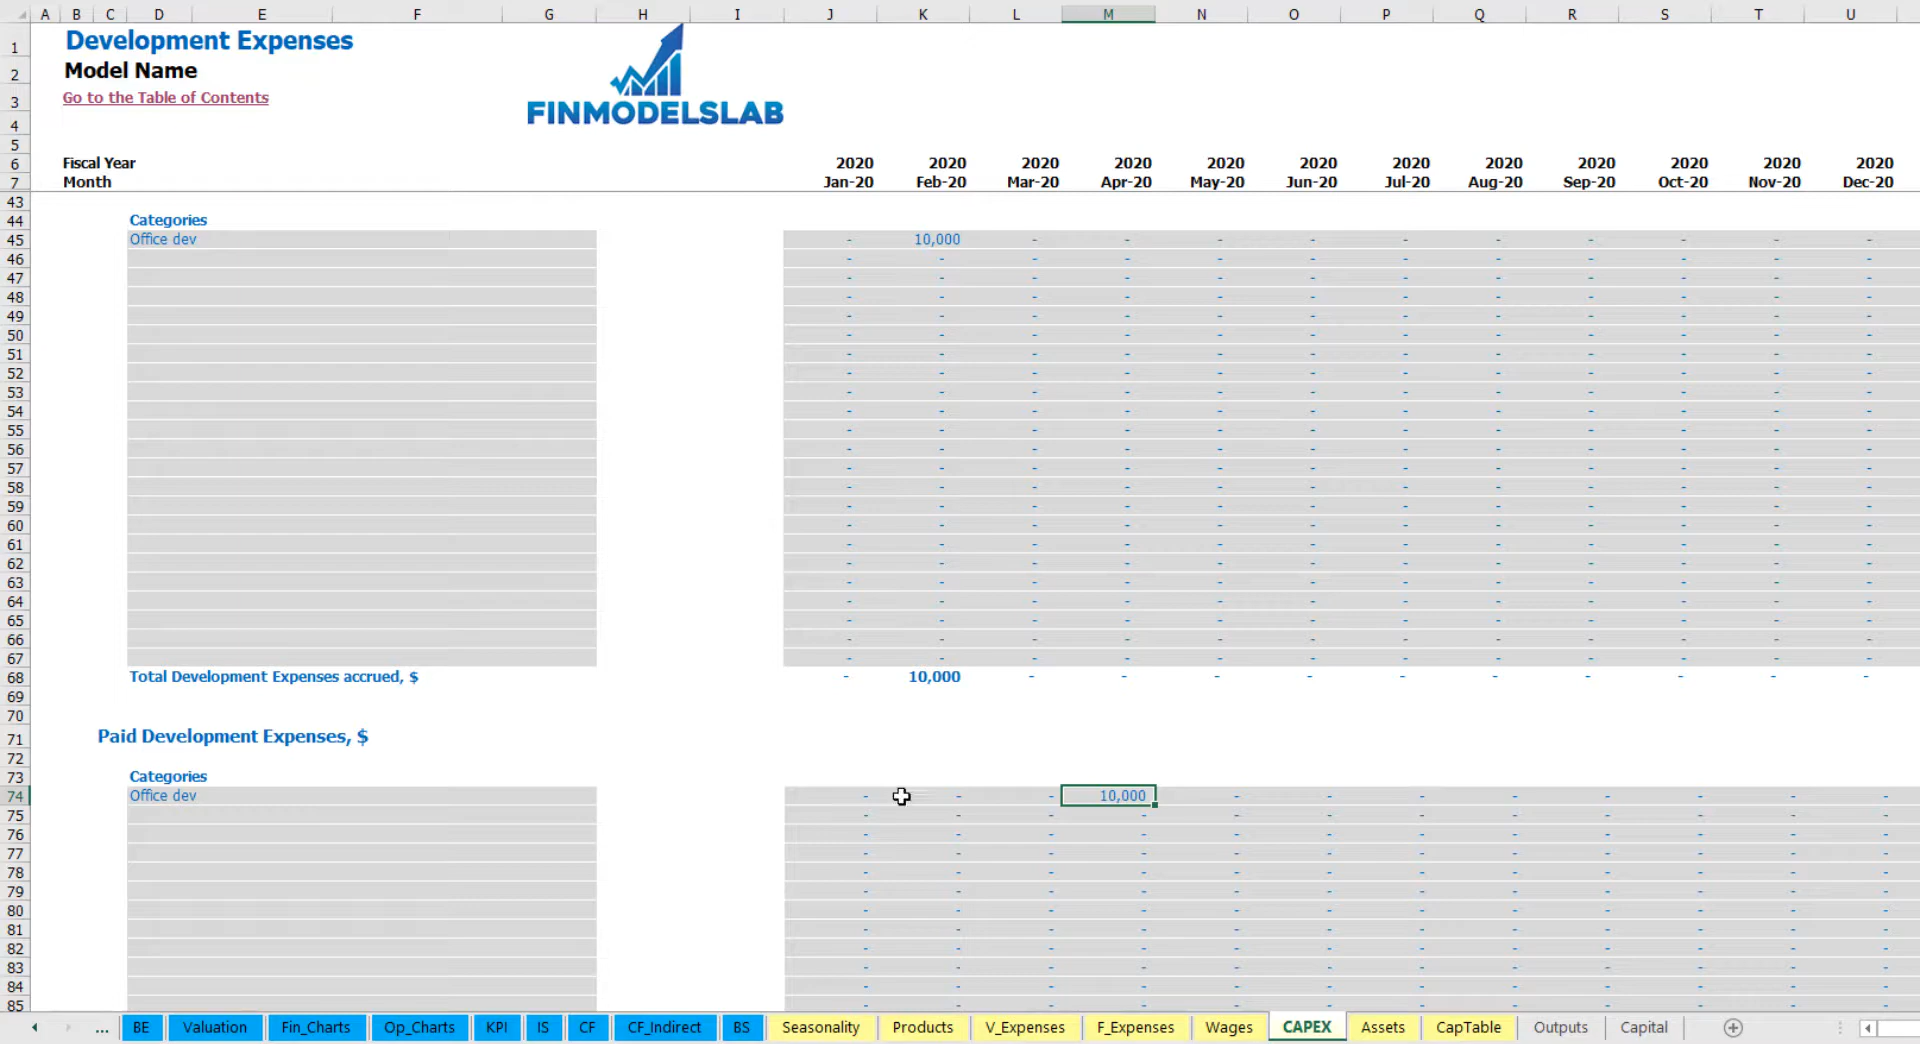 A B C D E F G H I J K L M N O P Q R S T U
1 Development Expenses
2 Model Name
3 Go to the Table of Contents
FINMODELSLAB
4
5
6 Fiscal Year 2020 2020 2020 2020 2020 2020 2020 2020 2020 2020 2020 2020
7 Month Jan-20 Feb-20 Mar-20 Apr-20 May-20 Jun-20 Jul-20 Aug-20 Sep-20 Oct-20 Nov-20 Dec-20
43
44 Categories
45 Office dev - 10,000 - - - - - - - - - -
46 - - - - - - - - - - - -
47 - - - - - - - - - - - -
48 - - - - - - - - - - - -
49 - - - - - - - - - - - -
50 - - - - - - - - - - - -
51 - - - - - - - - - - - -
52 - - - - - - - - - - - -
53 - - - - - - - - - - - -
54 - - - - - - - - - - - -
55 - - - - - - - - - - - -
56 - - - - - - - - - - - -
57 - - - - - - - - - - - -
58 - - - - - - - - - - - -
59 - - - - - - - - - - - -
60 - - - - - - - - - - - -
61 - - - - - - - - - - - -
62 - - - - - - - - - - - -
63 - - - - - - - - - - - -
64 - - - - - - - - - - - -
65 - - - - - - - - - - - -
66 - - - - - - - - - - - -
67 - - - - - - - - - - - -
68 Total Development Expenses accrued, $ - 10,000 - - - - - - - - - -
69
70
71 Paid Development Expenses, $
72
73 Categories
74 Office dev - - - 10,000 - - - - - - - -
75 - - - - - - - - - - - -
76 - - - - - - - - - - - -
77 - - - - - - - - - - - -
78 - - - - - - - - - - - -
79 - - - - - - - - - - - -
80 - - - - - - - - - - - -
81 - - - - - - - - - - - -
82 - - - - - - - - - - - -
83 - - - - - - - - - - - -
84 - - - - - - - - - - - -
85 - - - - - - - - - - - -
... BE Valuation Fin_Charts Op_Charts KPI IS CF CF_Indirect BS Seasonality Products V_Expenses F_Expenses Wages CAPEX Assets CapTable Outputs Capital